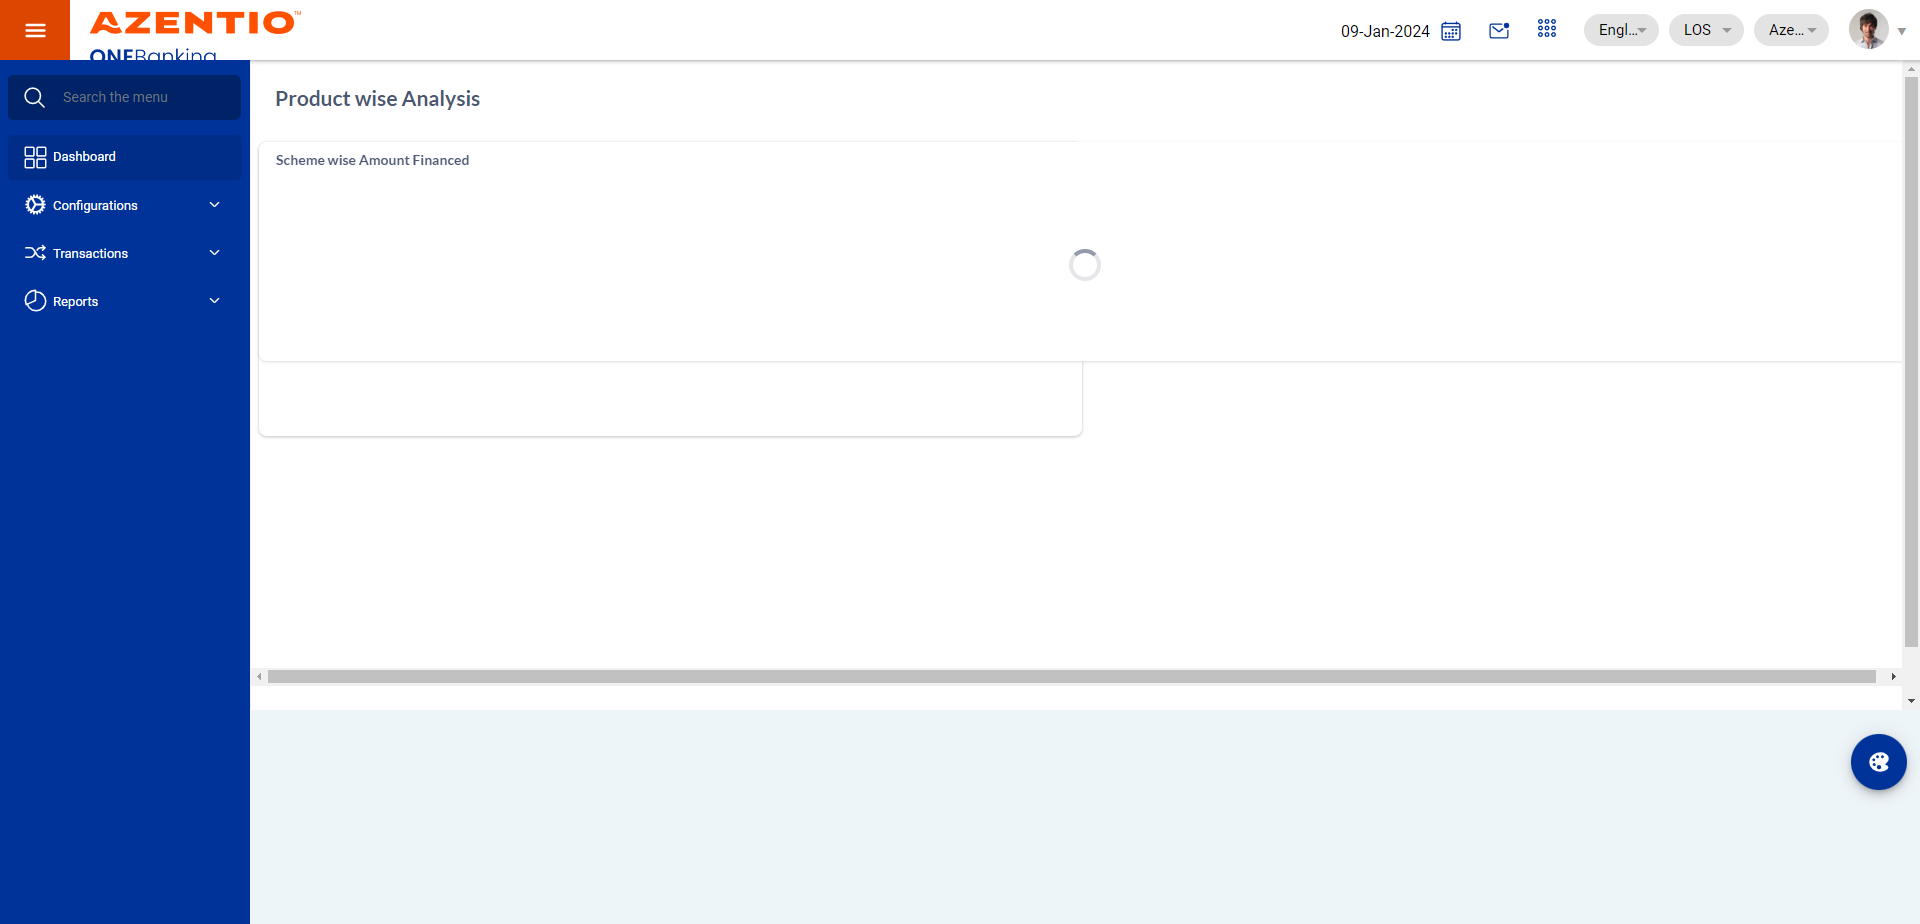 AZENTIO™
ONEBanking
09-Jan-2024
Engl...
LOS
Aze...
Search the menu
Dashboard
Configurations
Transactions
Reports
Product wise Analysis
Scheme wise Amount Financed